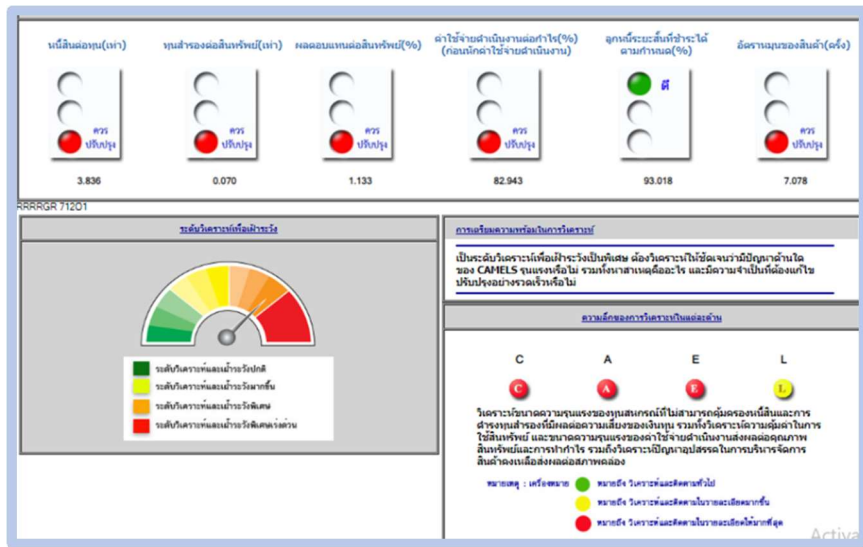 หนี้สินต่อทุน(เท่า)
ทุนสำรองต่อสินทรัพย์(เท่า)
ผลตอบแทนต่อสินทรัพย์(%)
ค่าใช้จ่ายดำเนินงานต่อกำไร(%)
(ก่อนหักค่าใช้จ่ายดำเนินงาน)
ลูกหนี้ระยะสั้นที่ชำระได้
ตามกำหนด(%)
อัตราหมุนของสินค้า(ครั้ง)
ควร
ปรับปรุง
ควร
ปรับปรุง
ควร
ปรับปรุง
ควร
ปรับปรุง
ดี
ควร
ปรับปรุง
3.836
0.070
1.133
82.943
93.018
7.078
RRRRGR 71201
ระดับวิเคราะห์เพื่อเฝ้าระวัง
ระดับวิเคราะห์และเฝ้าระวังปกติ
ระดับวิเคราะห์และเฝ้าระวังมากขึ้น
ระดับวิเคราะห์และเฝ้าระวังพิเศษ
ระดับวิเคราะห์และเฝ้าระวังพิเศษเร่งด่วน
การเตรียมความพร้อมในการวิเคราะห์
เป็นระดับวิเคราะห์เพื่อเฝ้าระวังเป็นพิเศษ ต้องวิเคราะห์ให้ชัดเจนว่ามีปัญหาด้านใด
ของ CAMELS รุนแรงหรือไม่ รวมทั้งหาสาเหตุคืออะไร และมีความจำเป็นที่ต้องแก้ไข
ปรับปรุงอย่างรวดเร็วหรือไม่
ความลึกของการวิเคราะห์ในแต่ละด้าน
C A E L
C A E L
วิเคราะห์ขนาดความรุนแรงของทุนสหกรณ์ที่ไม่สามารถคุ้มครองหนี้สินและการ
ดำรงทุนสำรองที่มีผลต่อความเสี่ยงของเงินทุน รวมทั้งวิเคราะห์ความคุ้มค่าในการ
ใช้สินทรัพย์ และขนาดความรุนแรงของค่าใช้จ่ายดำเนินงานส่งผลต่อคุณภาพ
สินทรัพย์และการทำกำไร รวมถึงวิเคราะห์ปัญหาอุปสรรคในการบริหารจัดการ
สินค้าคงเหลือส่งผลต่อสภาพคล่อง
หมายเหตุ : เครื่องหมาย
หมายถึง วิเคราะห์และติดตามทั่วไป
หมายถึง วิเคราะห์และติดตามในรายละเอียดมากขึ้น
หมายถึง วิเคราะห์และติดตามในรายละเอียดให้มากที่สุด
Activa